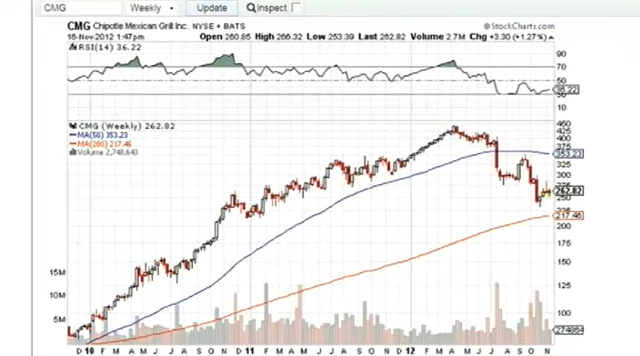 CMG Weekly Update Inspect
CMG Chipotle Mexican Grill Inc. NYSE + BATS © StockCharts.com
16-Nov-2012 1:47pm Open 260.85 High 266.32 Low 253.39 Last 262.82 Volume 2.7M Chg +3.30 (+1.27%)
RSI(14) 36.22
90
70
50
36.22
30
10
CMG (Weekly) 262.82
MA(50) 353.23
MA(200) 217.46
Volume 2,748,643
450
425
400
375
353.23
325
300
275
262.82
250
225
217.46
200
175
150
125
100
15M
10M
5M
2748643
10 F M A M J J A S O N D 11 F M A M J J A S O N D 12 F M A M J J A S O